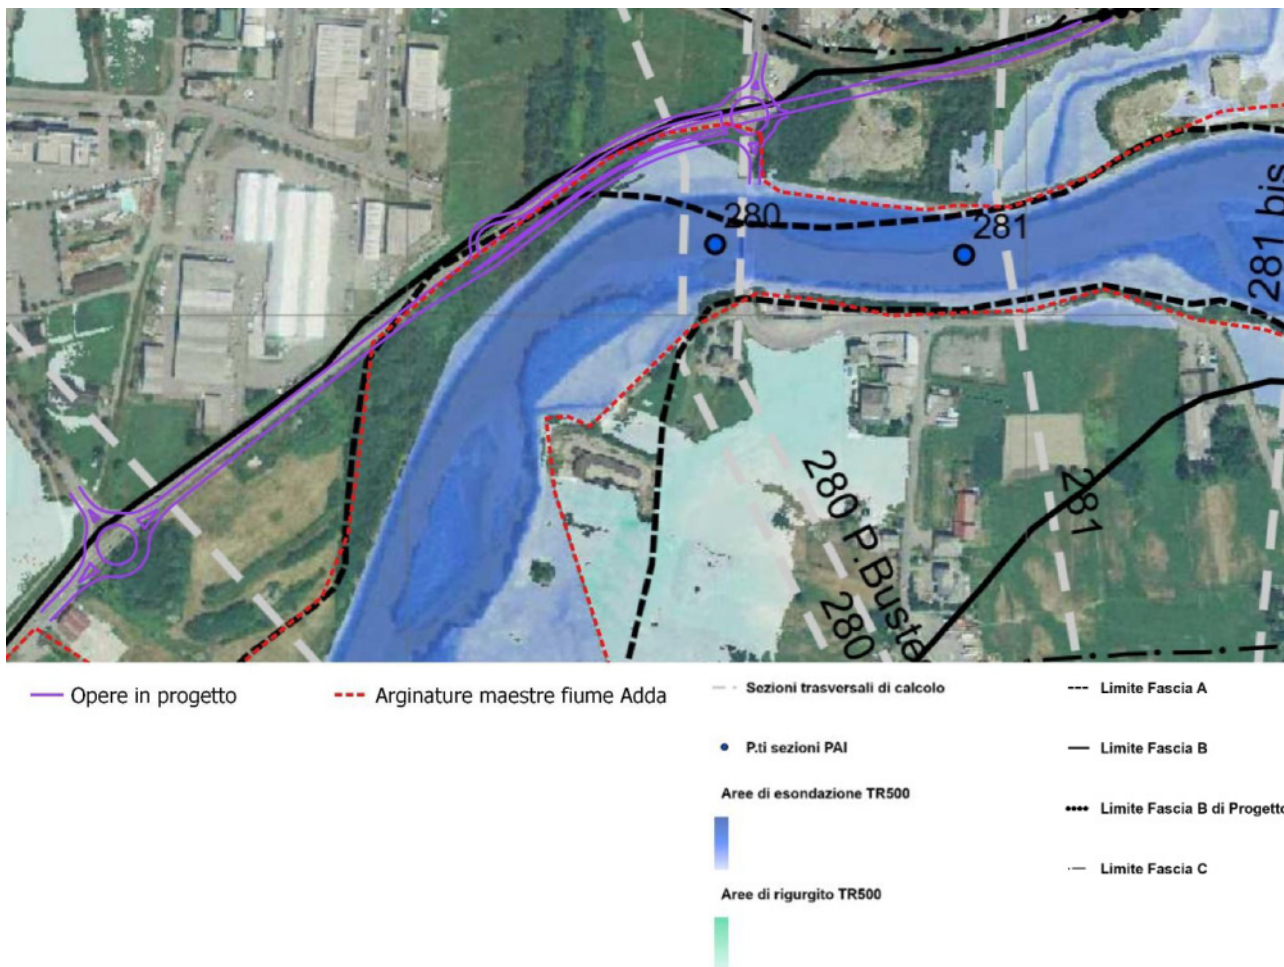 280
281
281 bis
281
280 P.Buste
280
Opere in progetto
Arginature maestre fiume Adda
Sezioni trasversali di calcolo
Limite Fascia A
P.ti sezioni PAI
Limite Fascia B
Aree di esondazione TR500
Limite Fascia B di Progetto
Limite Fascia C
Aree di rigurgito TR500